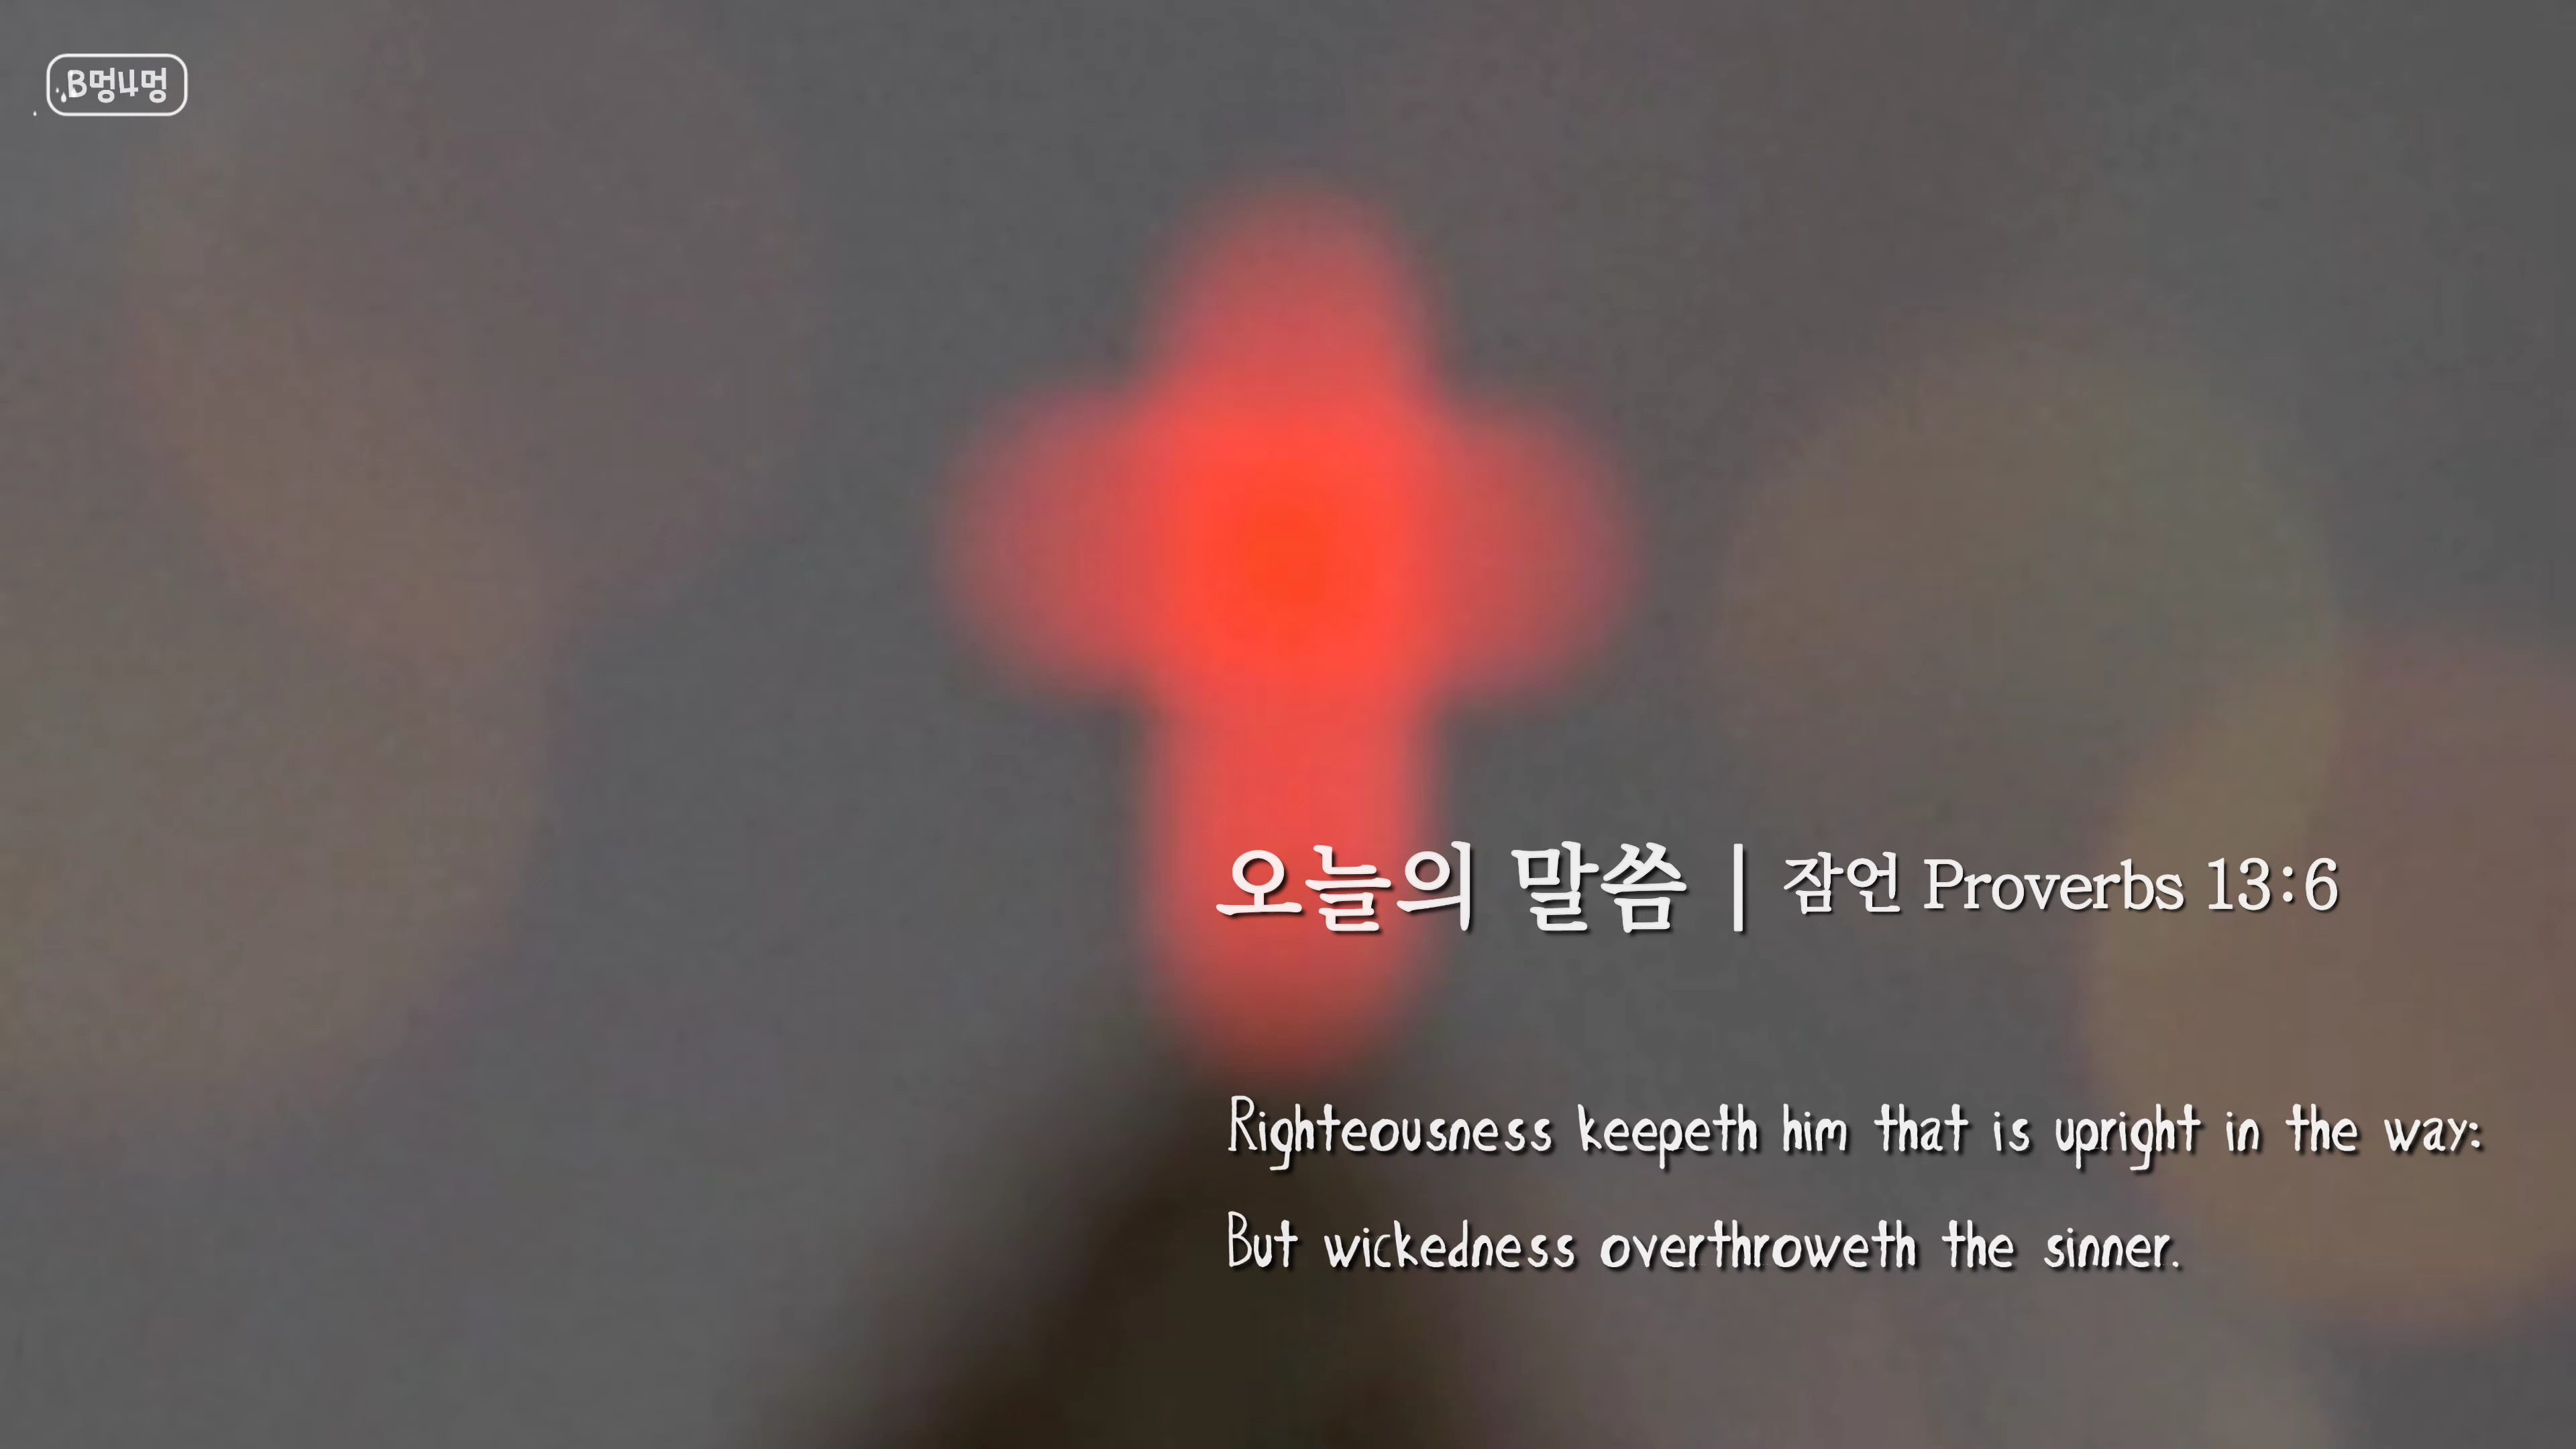 B멍4멍
오늘의 말씀 | 잠언 Proverbs 13:6
Righteousness keepeth him that is upright in the way:
But wickedness overthroweth the sinner.